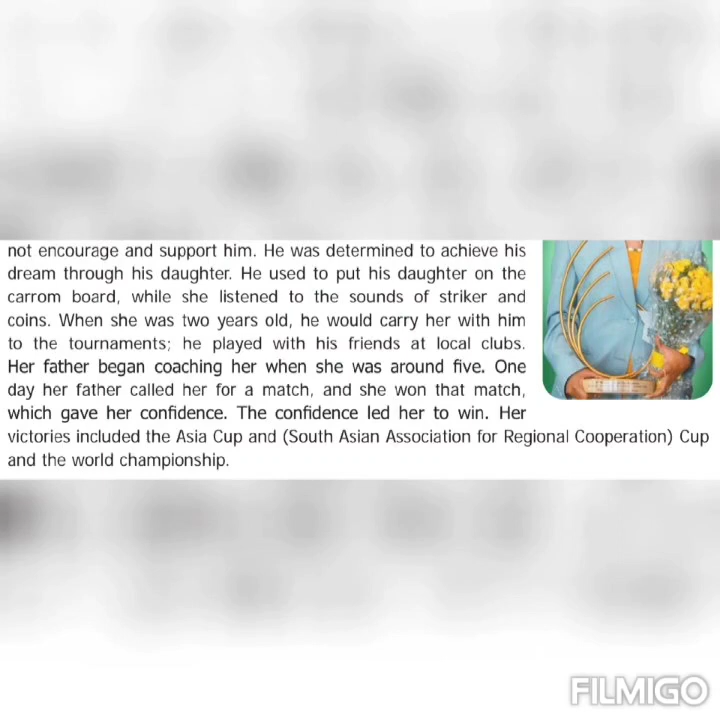 not encourage and support him. He was determined to achieve his
dream through his daughter. He used to put his daughter on the
carrom board, while she listened to the sounds of striker and
coins. When she was two years old, he would carry her with him
to the tournaments; he played with his friends at local clubs.
Her father began coaching her when she was around five. One
day her father called her for a match, and she won that match,
which gave her confidence. The confidence led her to win. Her
victories included the Asia Cup and (South Asian Association for Regional Cooperation) Cup
and the world championship.
FILMIGO